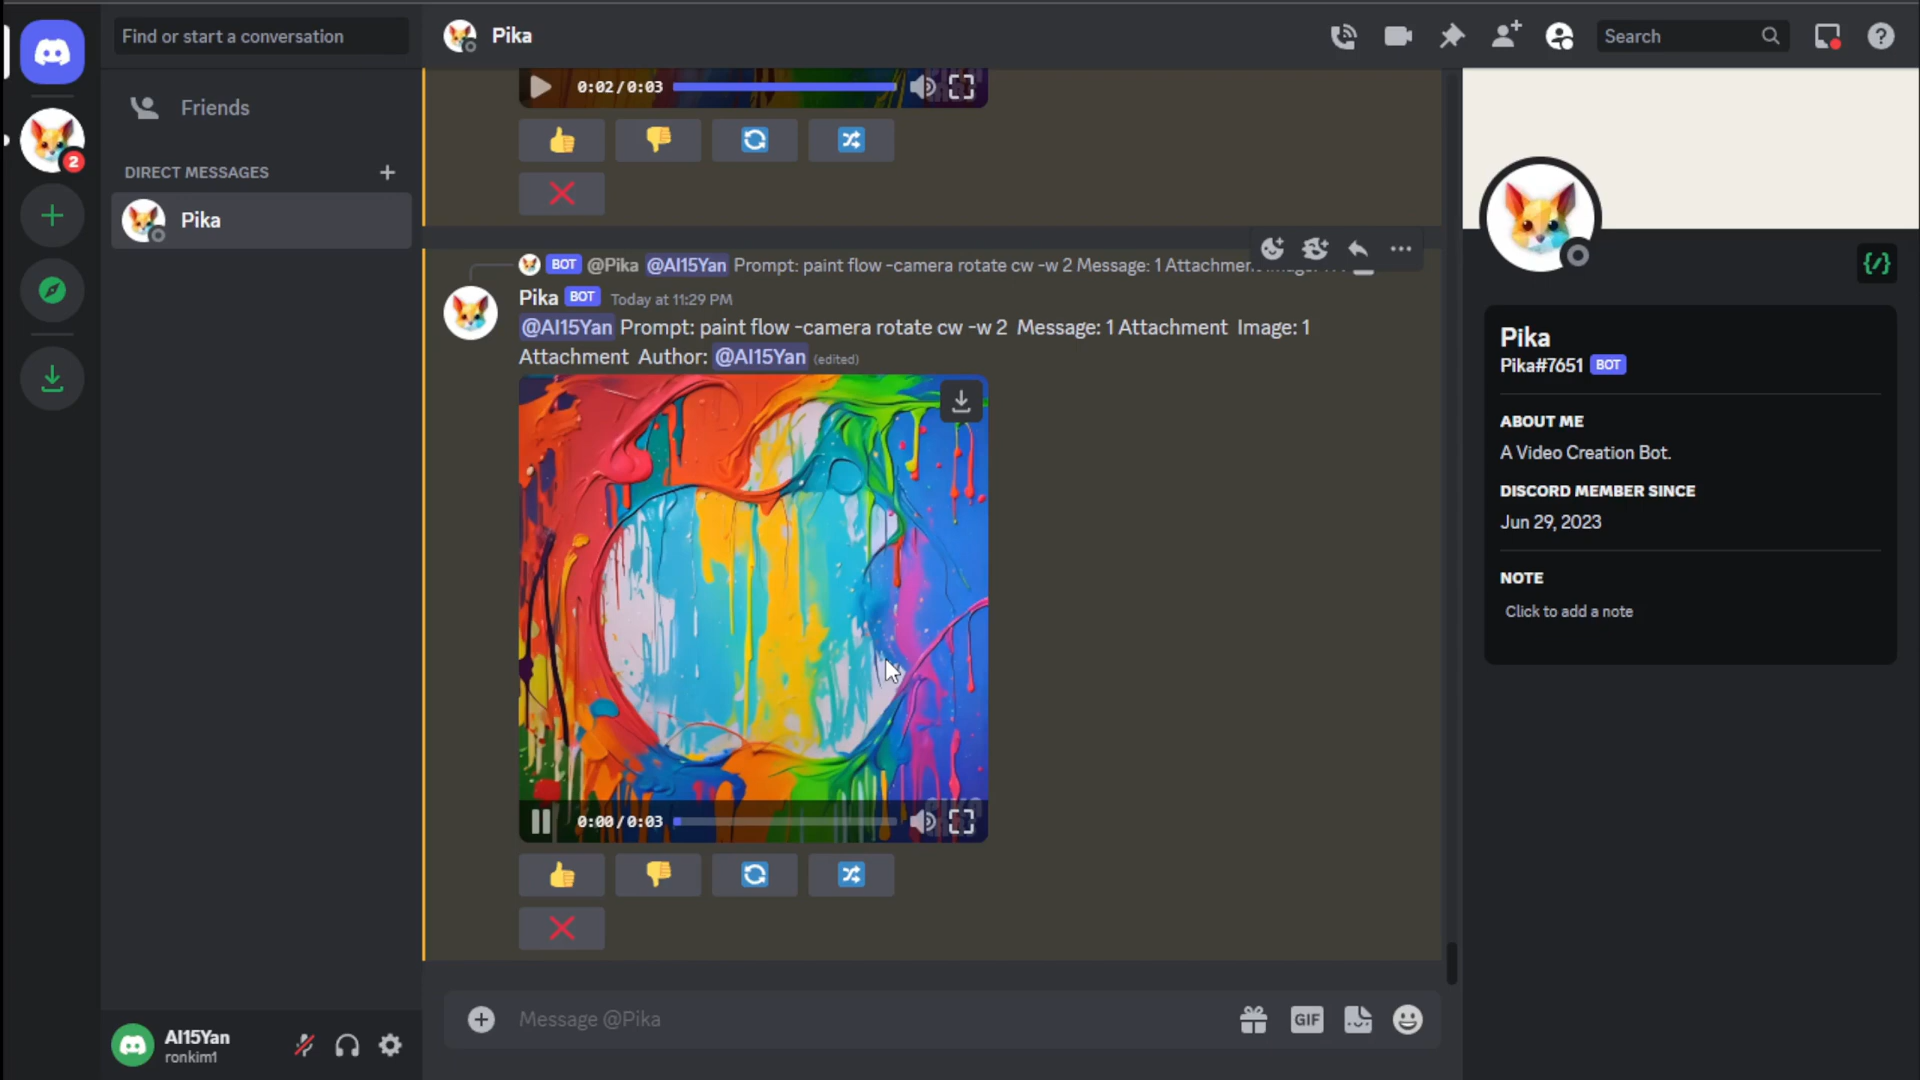 Find or start a conversation
Pika
Search
Friends
DIRECT MESSAGES
Pika
2
0:02/0:03
BOT @Pika @AI15Yan Prompt: paint flow -camera rotate cw -w 2 Message: 1 Attachment
Pika BOT Today at 11:29 PM
@AI15Yan Prompt: paint flow -camera rotate cw -w 2 Message: 1 Attachment Image: 1
Attachment Author: @AI15Yan (edited)
0:00/0:03
Message @Pika
GIF
AI15Yan
ronkim1
Pika
Pika#7651 BOT
ABOUT ME
A Video Creation Bot.
DISCORD MEMBER SINCE
Jun 29, 2023
NOTE
Click to add a note